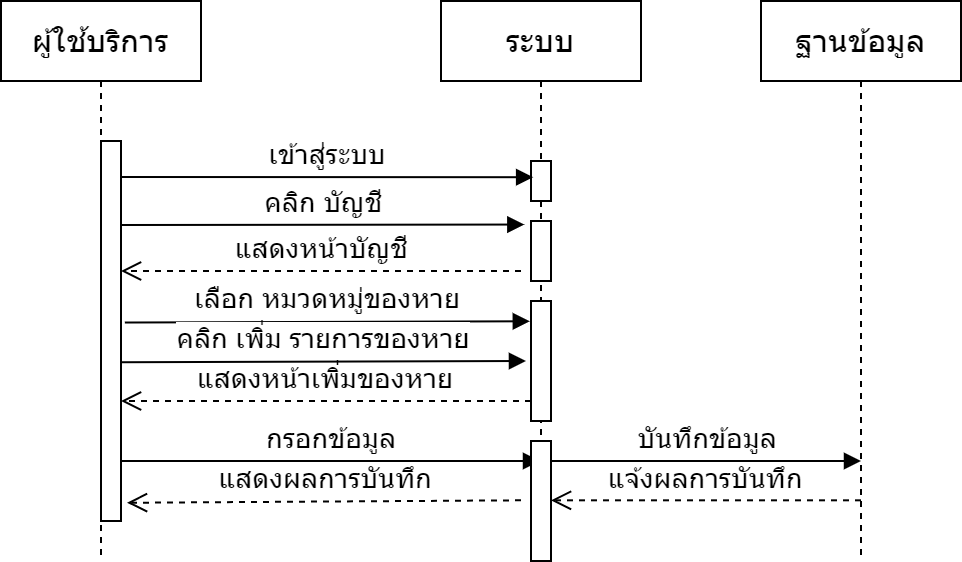 ผู้ใช้บริการ
ระบบ
ฐานข้อมูล
เข้าสู่ระบบ
คลิก บัญชี
แสดงหน้าบัญชี
เลือก หมวดหมู่ของหาย
คลิก เพิ่ม รายการของหาย
แสดงหน้าเพิ่มของหาย
กรอกข้อมูล
บันทึกข้อมูล
แสดงผลการบันทึก
แจ้งผลการบันทึก